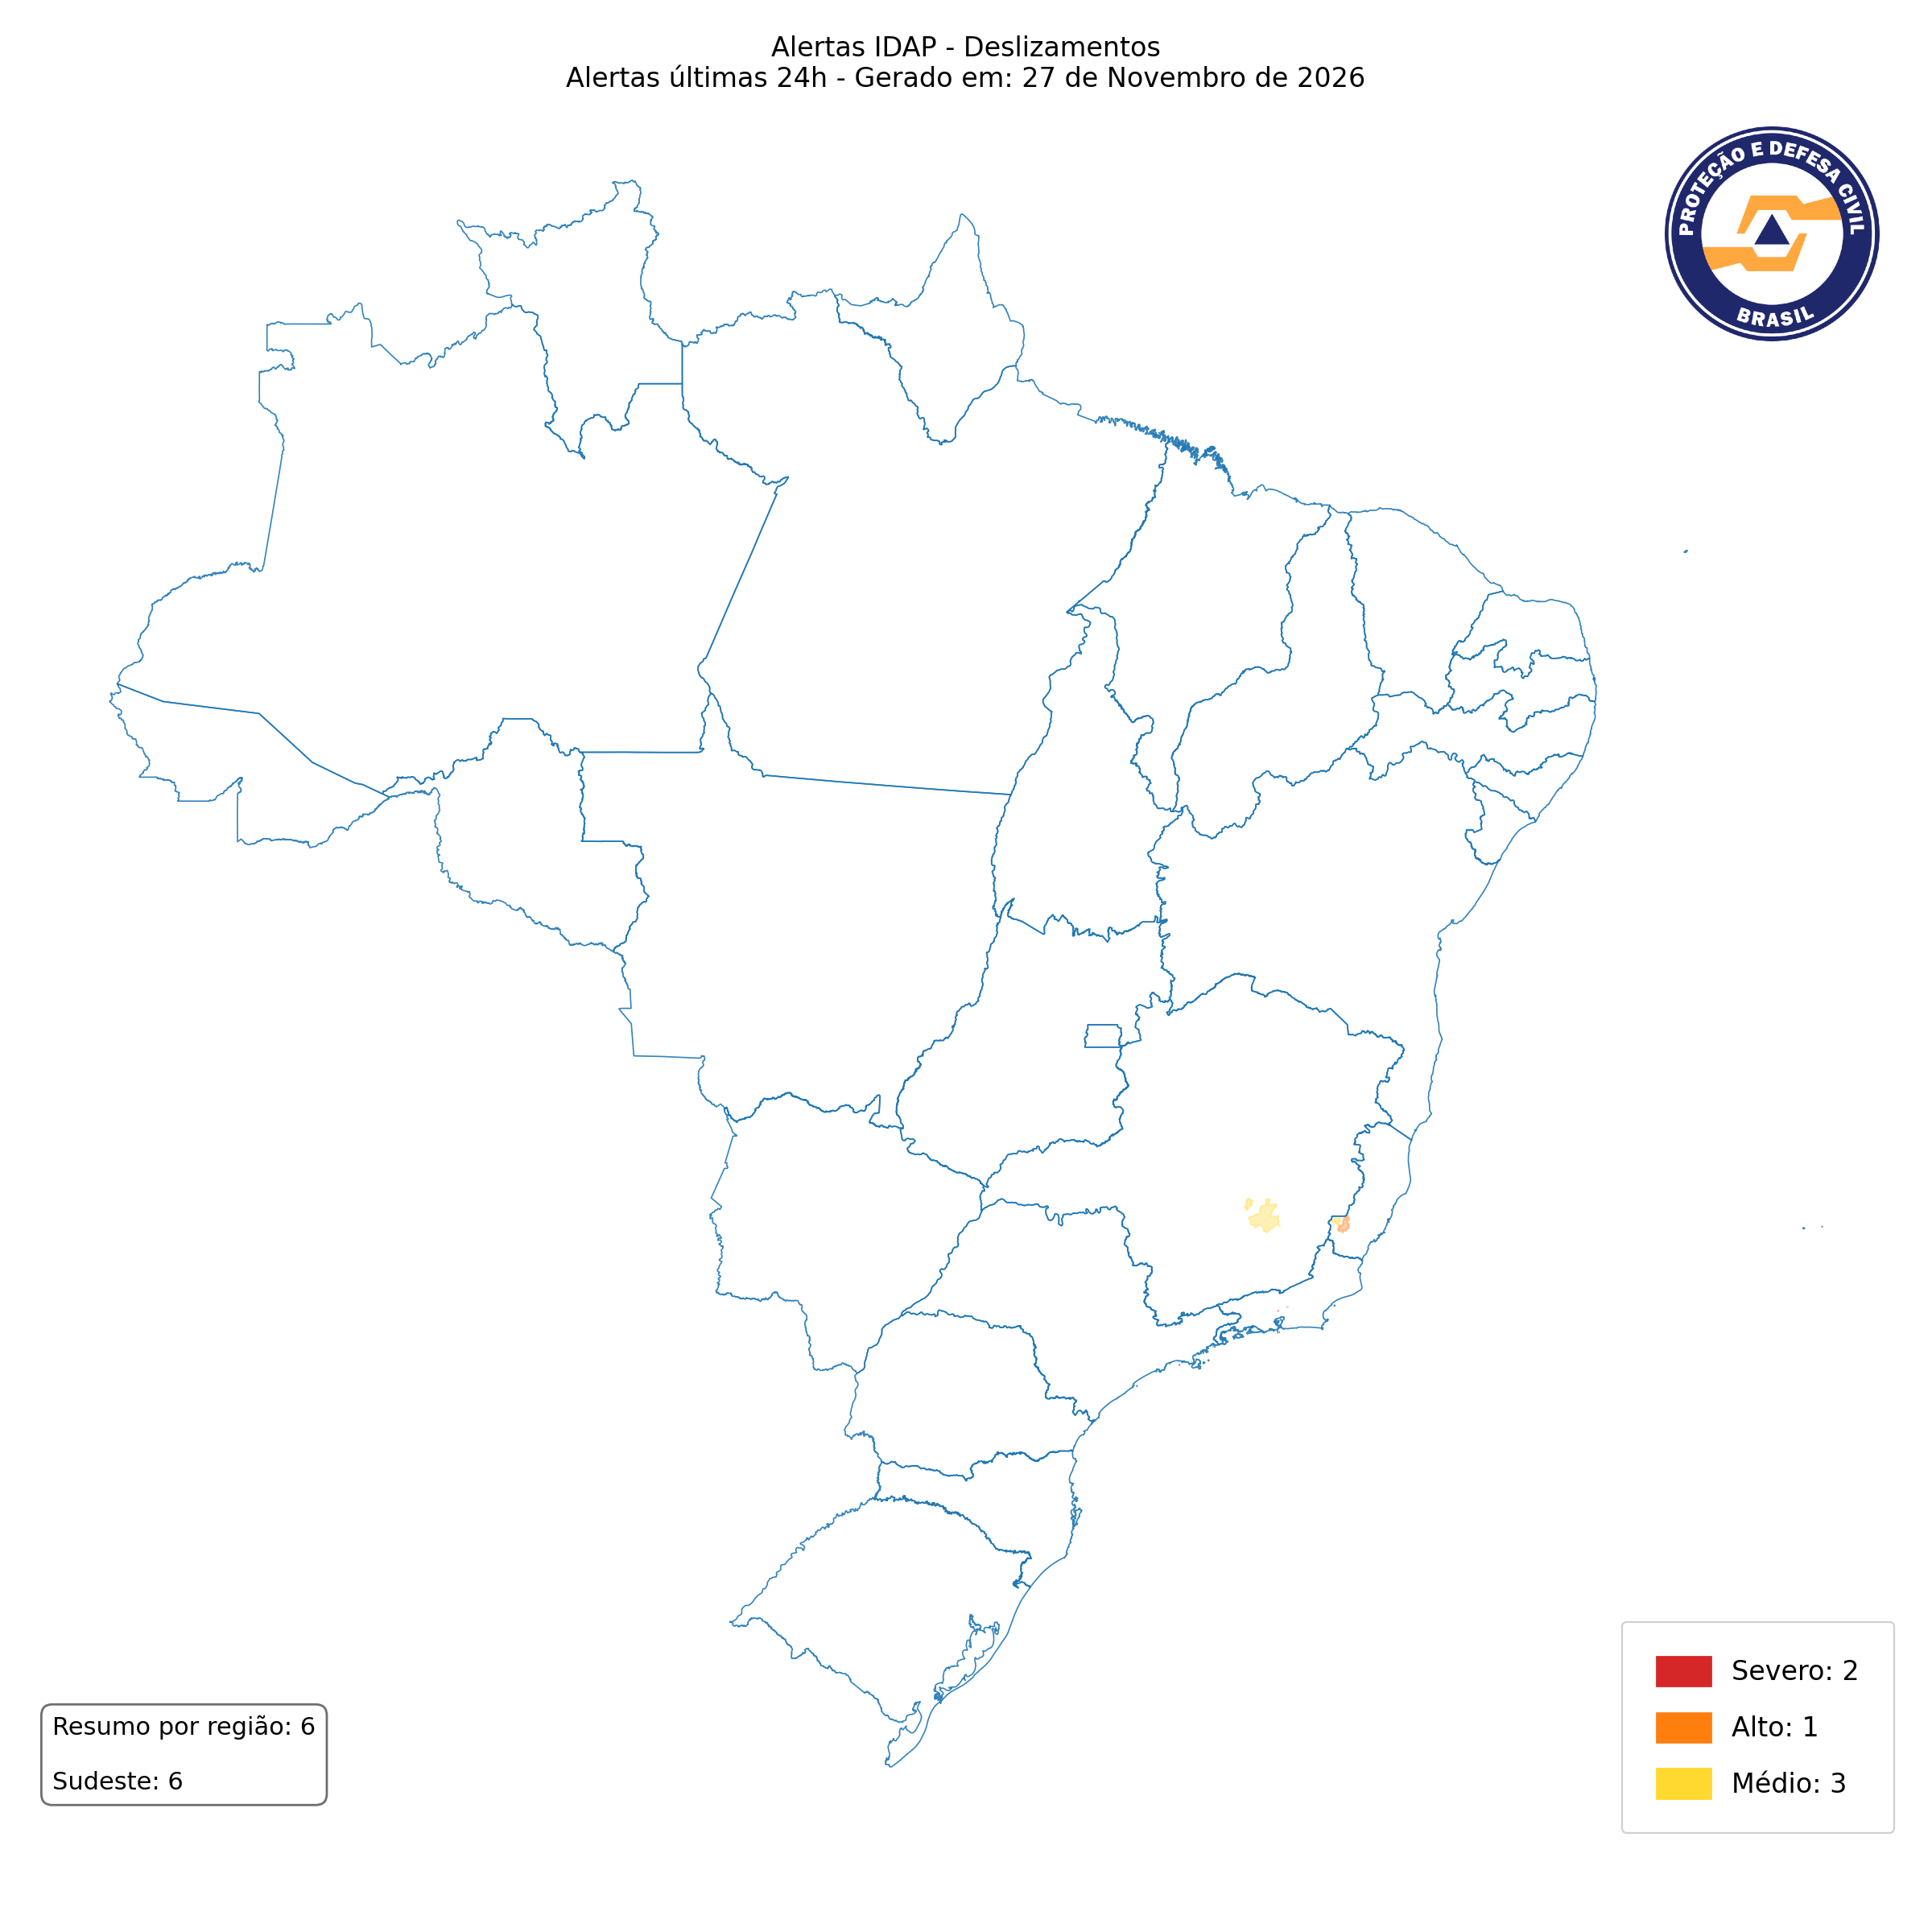 Alertas IDAP - Deslizamentos
Alertas últimas 24h - Gerado em: 27 de Novembro de 2026
PROTEÇÃO E DEFESA CIVIL
BRASIL
Severo: 2
Alto: 1
Médio: 3
Resumo por região: 6
Sudeste: 6